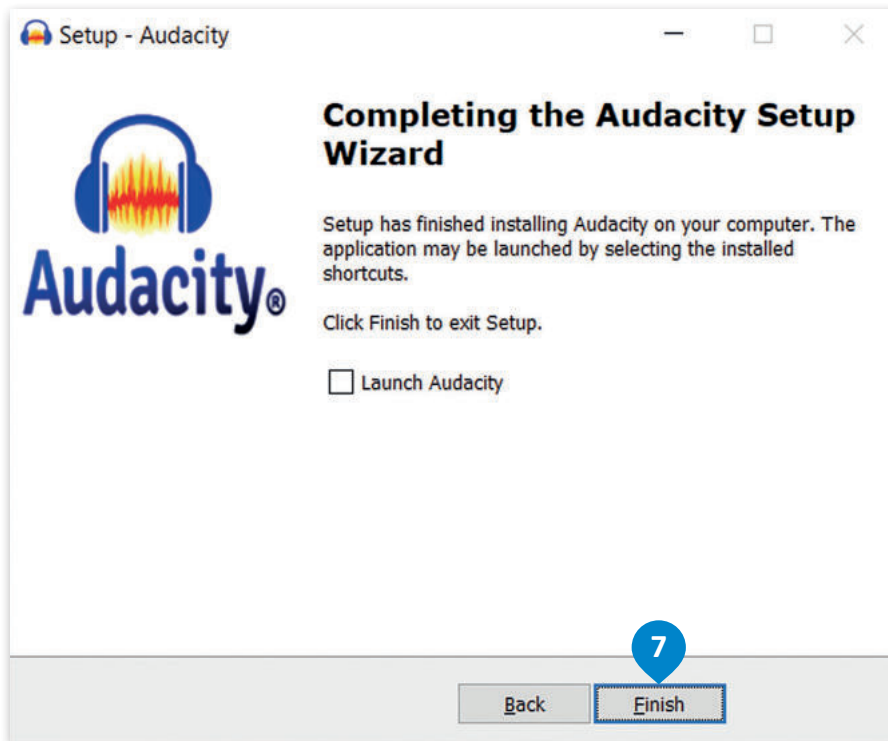 Setup - Audacity
Completing the Audacity Setup
Wizard
Setup has finished installing Audacity on your computer. The
application may be launched by selecting the installed
shortcuts.
Click Finish to exit Setup.
Launch Audacity
Audacity®
7
Back
Finish